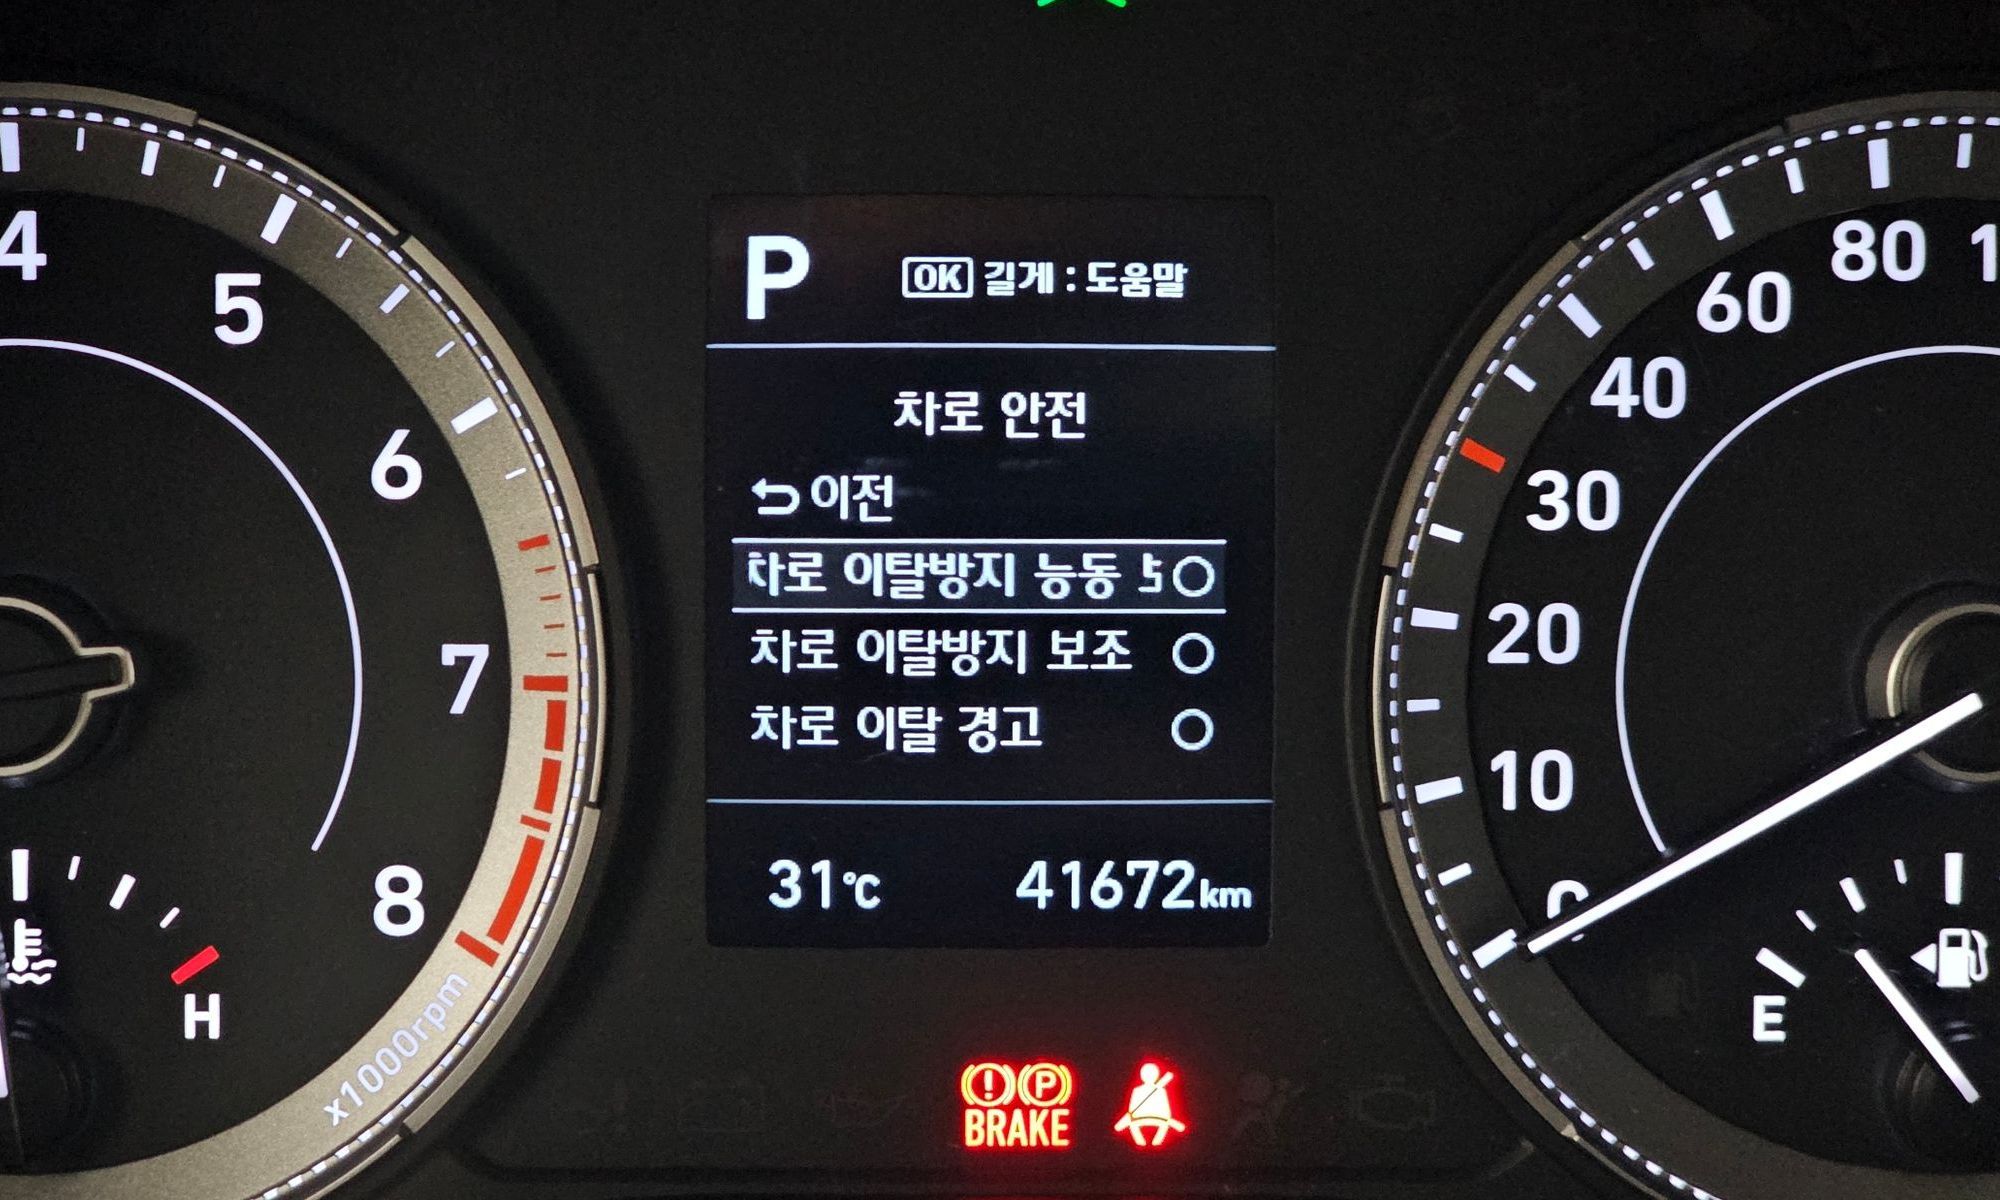 P
OK 길게 : 도움말
차로 안전
이전
차로 이탈방지 능동
차로 이탈방지 보조
차로 이탈 경고
31℃ 41672km
4
5
6
7
8
x1000rpm
H
80
60
40
30
20
10
0
E
BRAKE